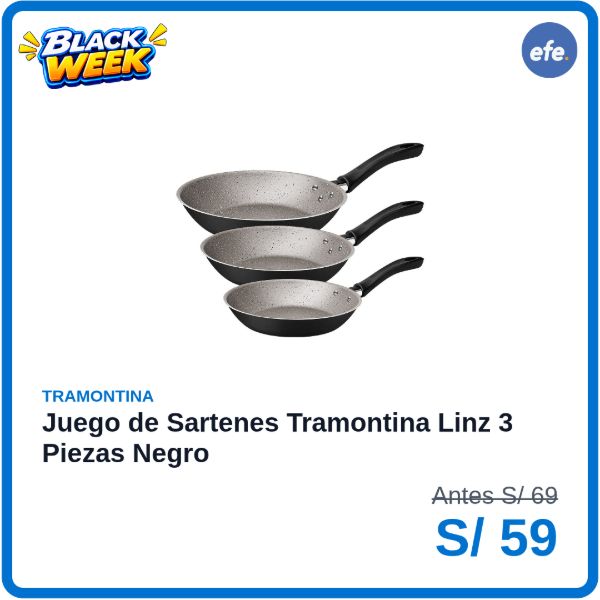 BLACK
WEEK
efe.
TRAMONTINA
Juego de Sartenes Tramontina Linz 3
Piezas Negro
Antes S/ 69
S/ 59